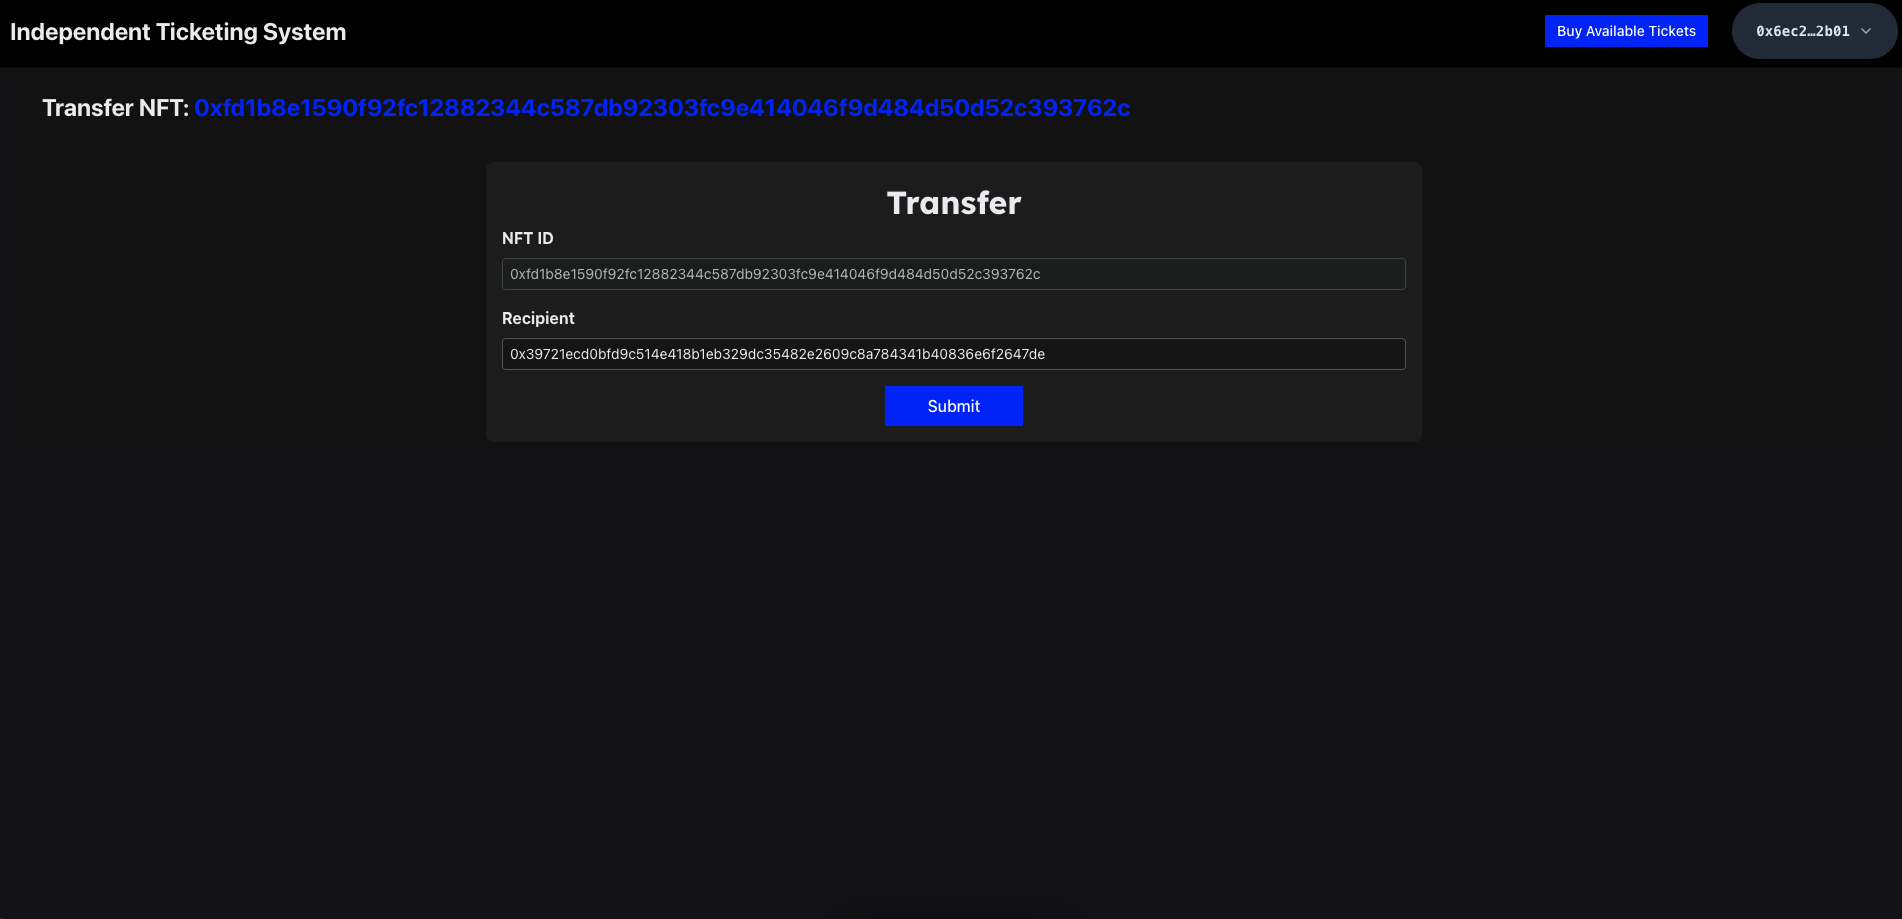 Independent Ticketing System
Buy Available Tickets
0x6ec2…2b01
Transfer NFT: 0xfd1b8e1590f92fc12882344c587db92303fc9e414046f9d484d50d52c393762c
Transfer
NFT ID
0xfd1b8e1590f92fc12882344c587db92303fc9e414046f9d484d50d52c393762c
Recipient
0x39721ecd0bfd9c514e418b1eb329dc35482e2609c8a784341b40836e6f2647de
Submit